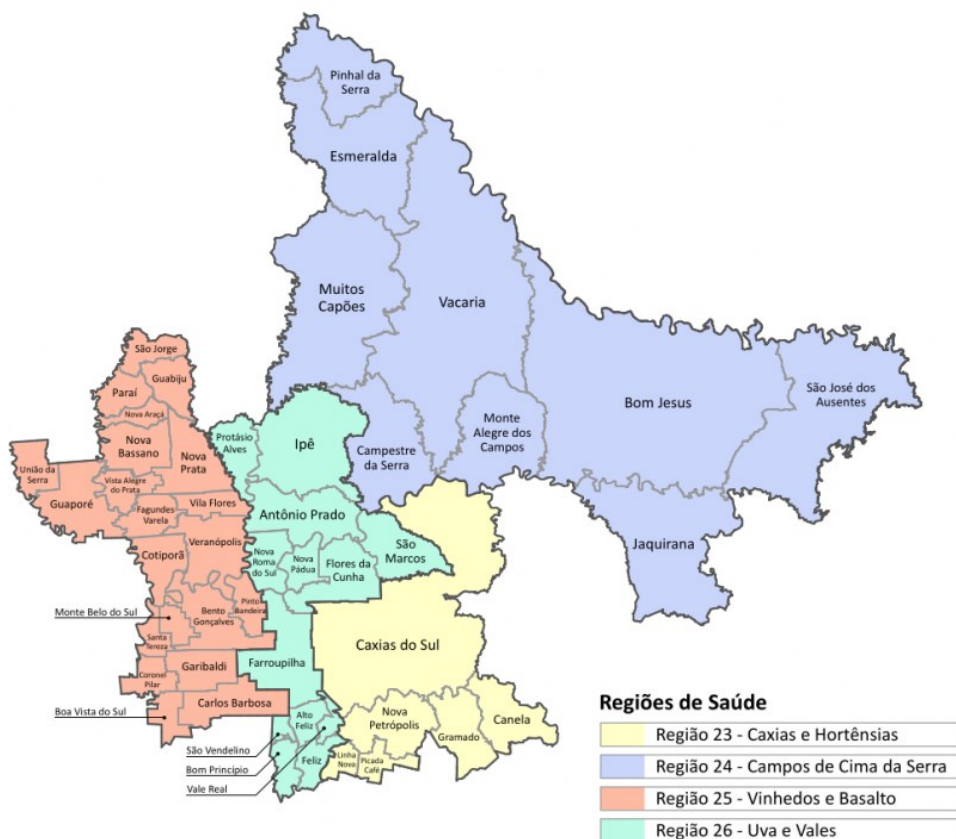 Pinhal da
Serra
Esmeralda
Muitos
Capões
Vacaria
São Jorge
Guabiju
Paraí
Nova Araçá
Bom Jesus
São José dos
Ausentes
Monte
Alegre dos
Campos
Campestre
da Serra
Protásio
Alves
Ipê
Nova
Bassano
Nova
Prata
União da
Serra
Guaporé
Vista Alegre
do Prata
Fagundes
Varela
Vila Flores
Antônio Prado
São
Marcos
Jaquirana
Cotiporã
Veranópolis
Nova
Roma
do Sul
Nova
Pádua
Flores da
Cunha
Monte Belo do Sul
Bento
Gonçalves
Pinto
Bandeira
Santa
Tereza
Caxias do Sul
Coronel
Pilar
Garibaldi
Farroupilha
Boa Vista do Sul
Carlos Barbosa
Alto
Feliz
Nova
Petrópolis
Gramado
Canela
São Vendelino
Bom Princípio
Vale Real
Feliz
Linha
Nova
Picada
Café
Regiões de Saúde
Região 23 - Caxias e Hortênsias
Região 24 - Campos de Cima da Serra
Região 25 - Vinhedos e Basalto
Região 26 - Uva e Vales